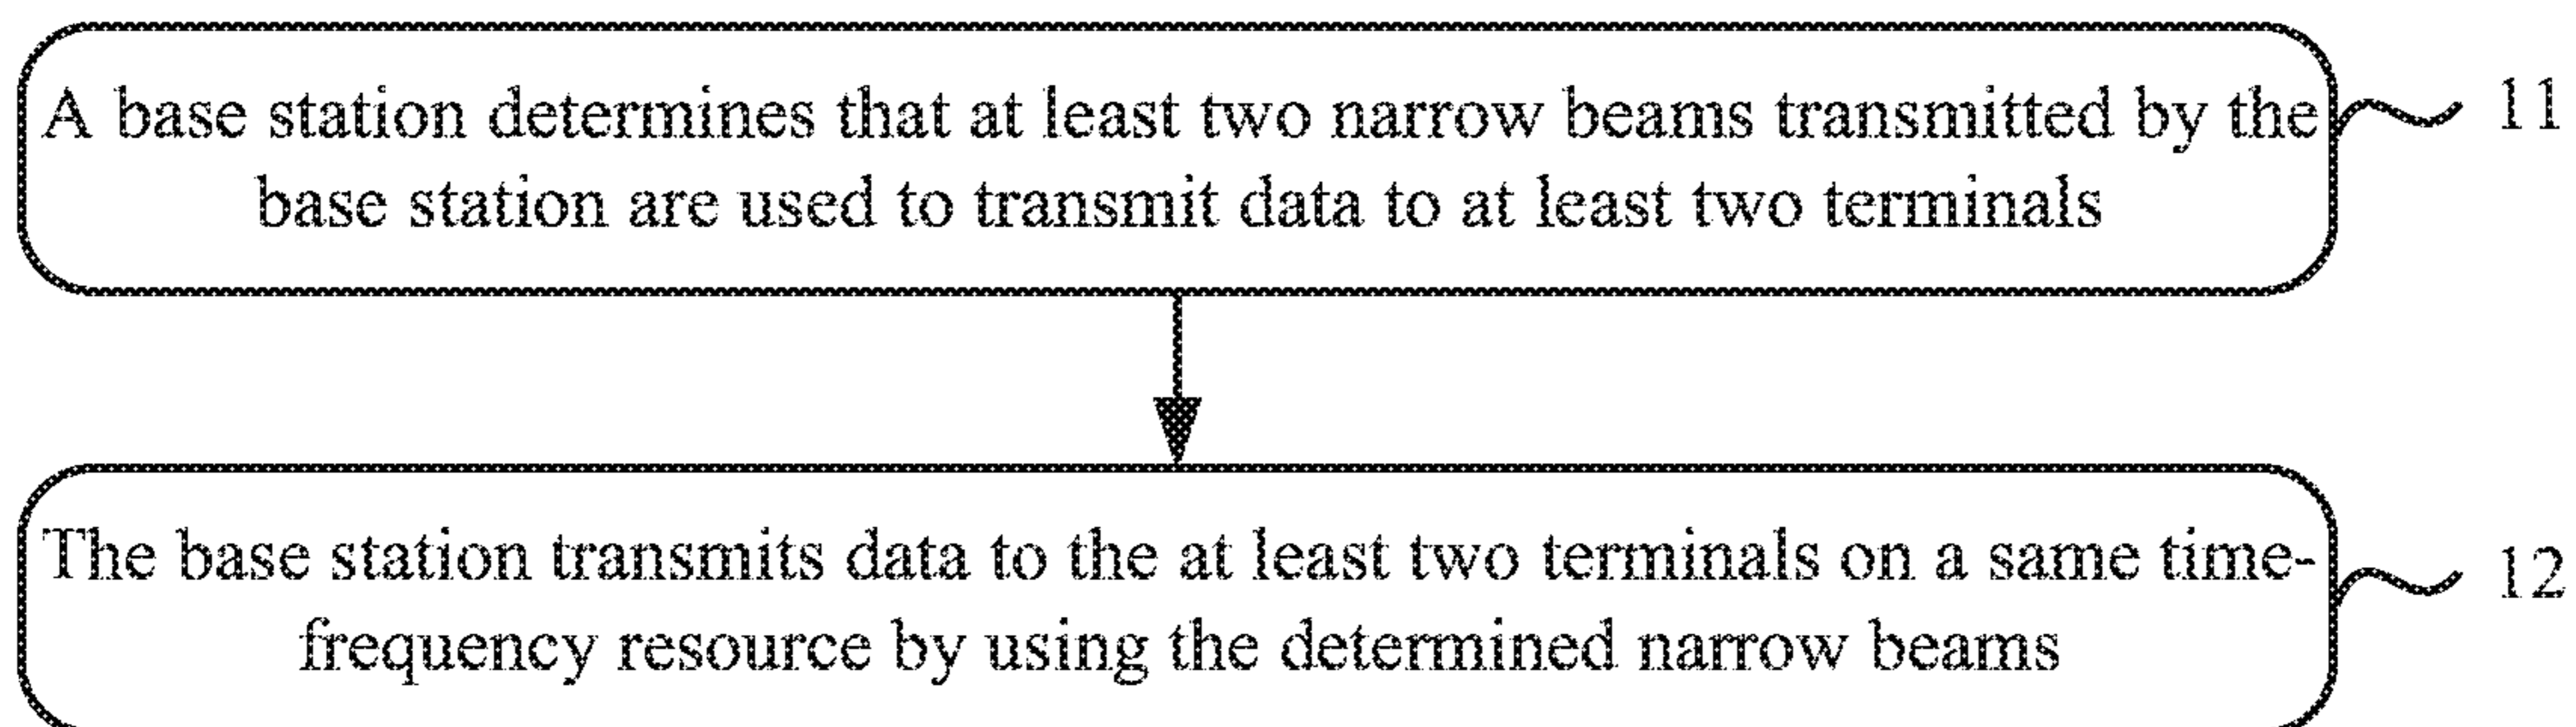 A base station determines that at least two narrow beams transmitted by the
11
base station are used to transmit data to at least two terminals
The base station transmits data to the at least two terminals on a same time-
12
frequency resource by using the determined narrow beams